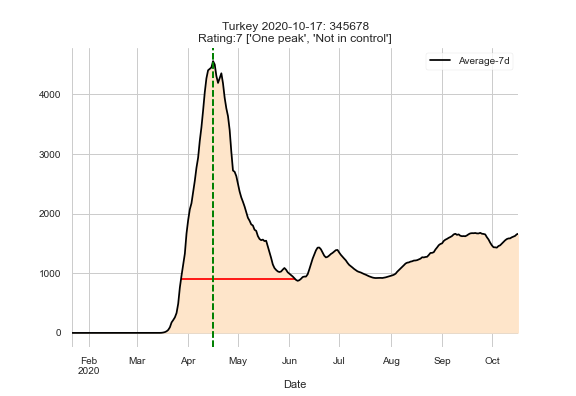 Turkey 2020-10-17: 345678
Rating:7 ['One peak', 'Not in control']
Average-7d
4000
3000
2000
1000
0
Feb Mar Apr May Jun Jul Aug Sep Oct
2020
Date